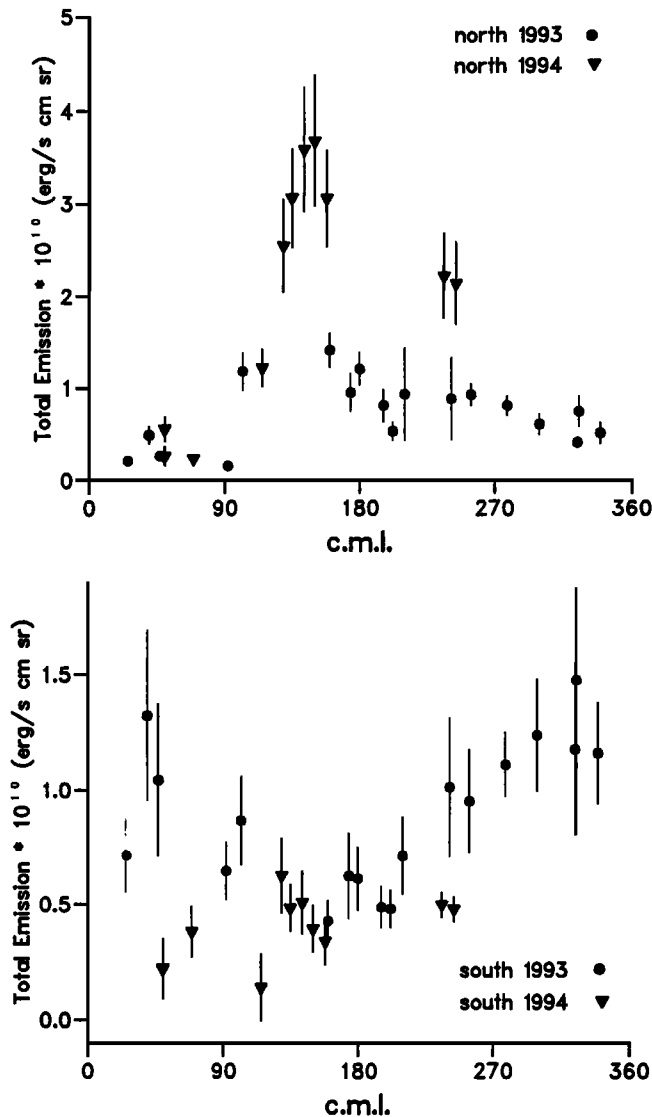 5
north 1993
north 1994
4
3
2
1
0
Total Emission * 10¹⁰ (erg/s cm sr)
0 90 180 270 360
c.m.l.
1.5
1.0
0.5
0.0
Total Emission * 10¹⁰ (erg/s cm sr)
south 1993
south 1994
0 90 180 270 360
c.m.l.